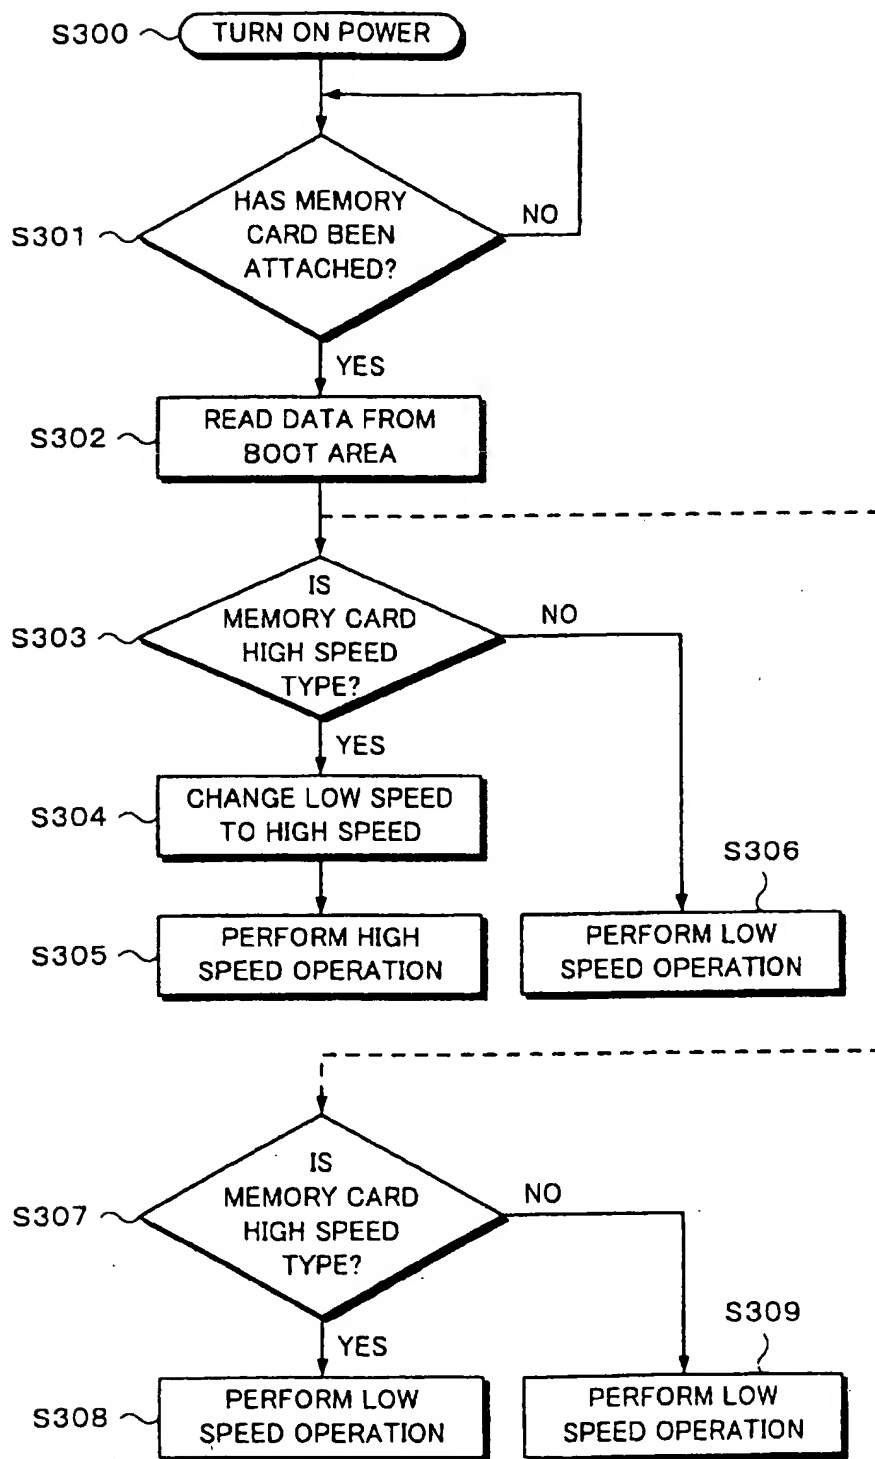 S300
TURN ON POWER
S301
HAS MEMORY
CARD BEEN
ATTACHED?
NO
YES
S302
READ DATA FROM
BOOT AREA
S303
IS
MEMORY CARD
HIGH SPEED
TYPE?
NO
YES
S304
CHANGE LOW SPEED
TO HIGH SPEED
S306
S305
PERFORM HIGH
SPEED OPERATION
PERFORM LOW
SPEED OPERATION
S307
IS
MEMORY CARD
HIGH SPEED
TYPE?
NO
YES
S309
S308
PERFORM LOW
SPEED OPERATION
PERFORM LOW
SPEED OPERATION